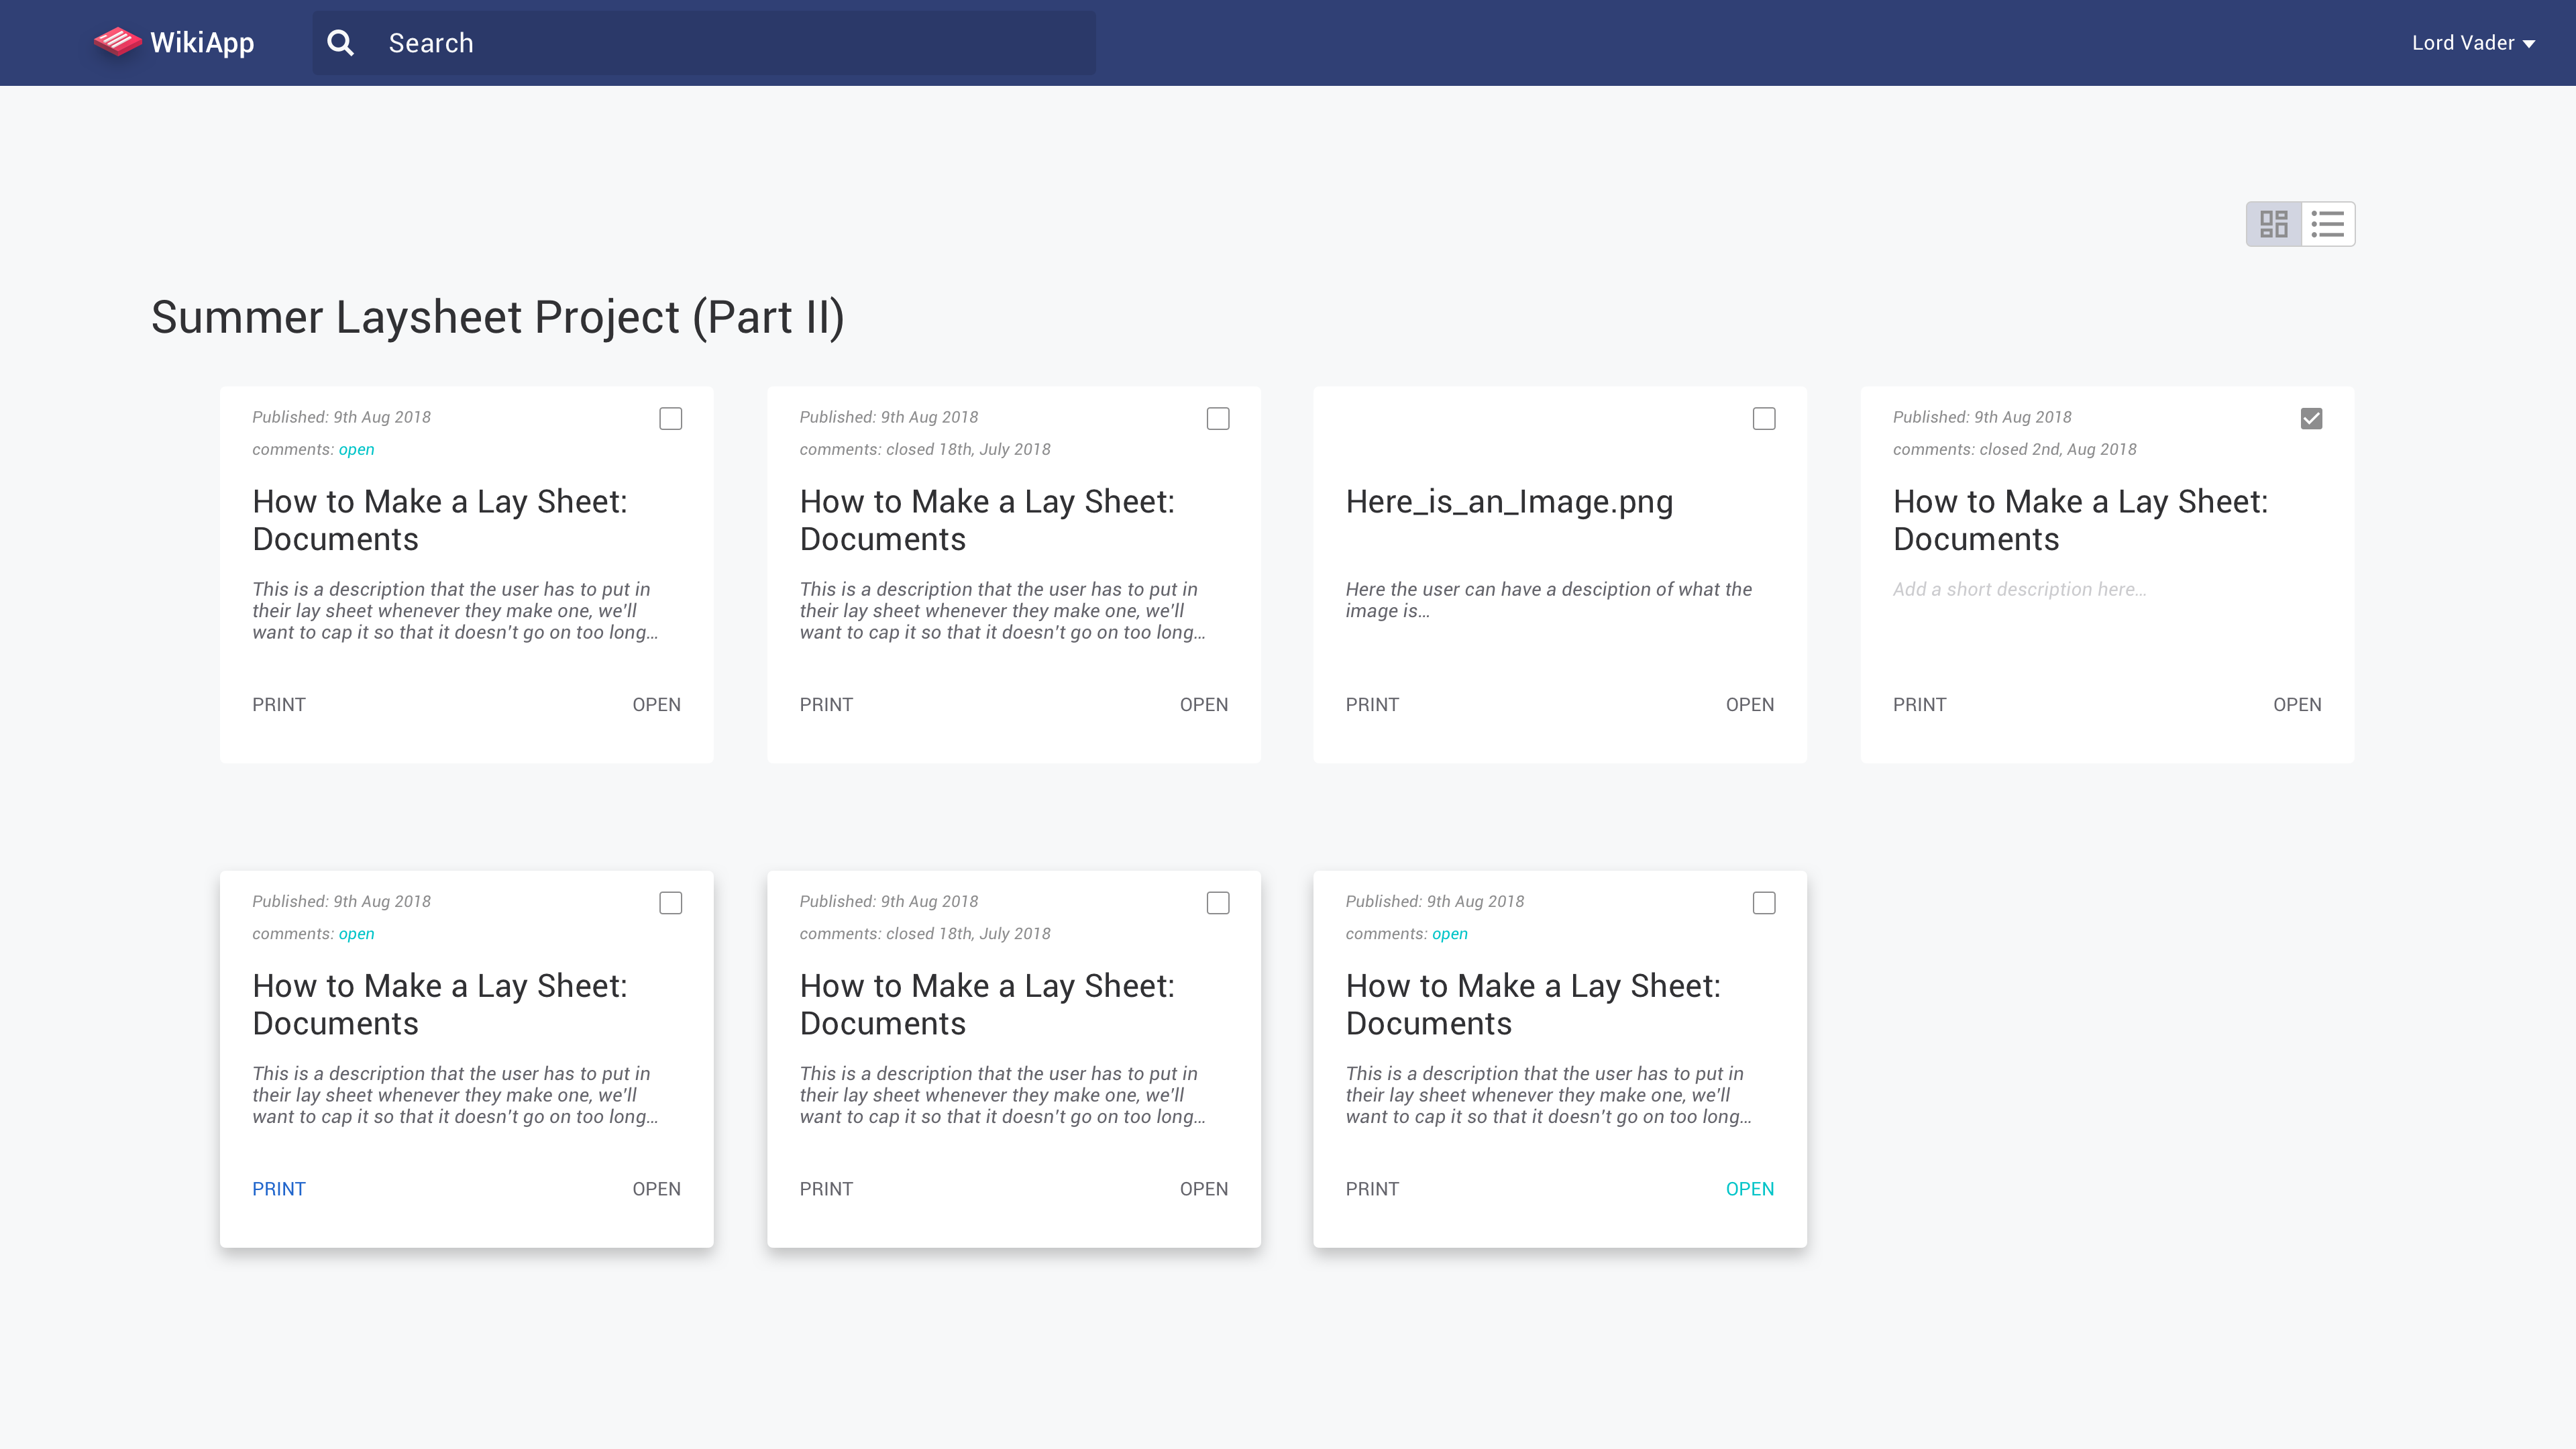 WikiApp
Search
Lord Vader
Summer Laysheet Project (Part II)
Published: 9th Aug 2018
comments: open
How to Make a Lay Sheet:
Documents
This is a description that the user has to put in
their lay sheet whenever they make one, we'll
want to cap it so that it doesn't go on too long...
PRINT
OPEN
Published: 9th Aug 2018
comments: closed 18th, July 2018
How to Make a Lay Sheet:
Documents
This is a description that the user has to put in
their lay sheet whenever they make one, we'll
want to cap it so that it doesn't go on too long...
PRINT
OPEN
Here_is_an_Image.png
Here the user can have a desciption of what the
image is...
PRINT
OPEN
Published: 9th Aug 2018
comments: closed 2nd, Aug 2018
How to Make a Lay Sheet:
Documents
Add a short description here...
PRINT
OPEN
Published: 9th Aug 2018
comments: open
How to Make a Lay Sheet:
Documents
This is a description that the user has to put in
their lay sheet whenever they make one, we'll
want to cap it so that it doesn't go on too long...
PRINT
OPEN
Published: 9th Aug 2018
comments: closed 18th, July 2018
How to Make a Lay Sheet:
Documents
This is a description that the user has to put in
their lay sheet whenever they make one, we'll
want to cap it so that it doesn't go on too long...
PRINT
OPEN
Published: 9th Aug 2018
comments: open
How to Make a Lay Sheet:
Documents
This is a description that the user has to put in
their lay sheet whenever they make one, we'll
want to cap it so that it doesn't go on too long...
PRINT
OPEN